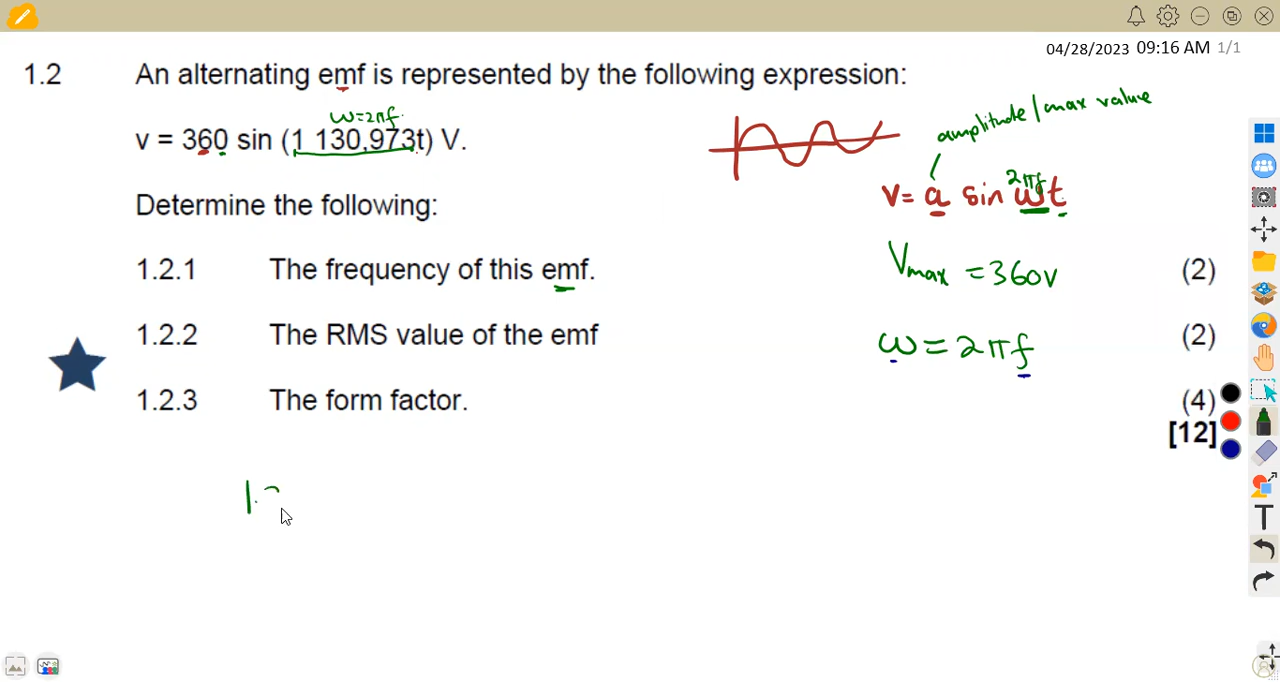 04/28/2023 09:16 AM 1/1
1.2 An alternating emf is represented by the following expression:
ω=2πf
v = 360 sin (1 130,973t) V.
amplitude/max value
2πf
v = a sin ωt
Determine the following:
Vmax = 360v
1.2.1 The frequency of this emf. (2)
1.2.2 The RMS value of the emf (2)
ω = 2πf
1.2.3 The form factor. (4)
[12]
1.2
T